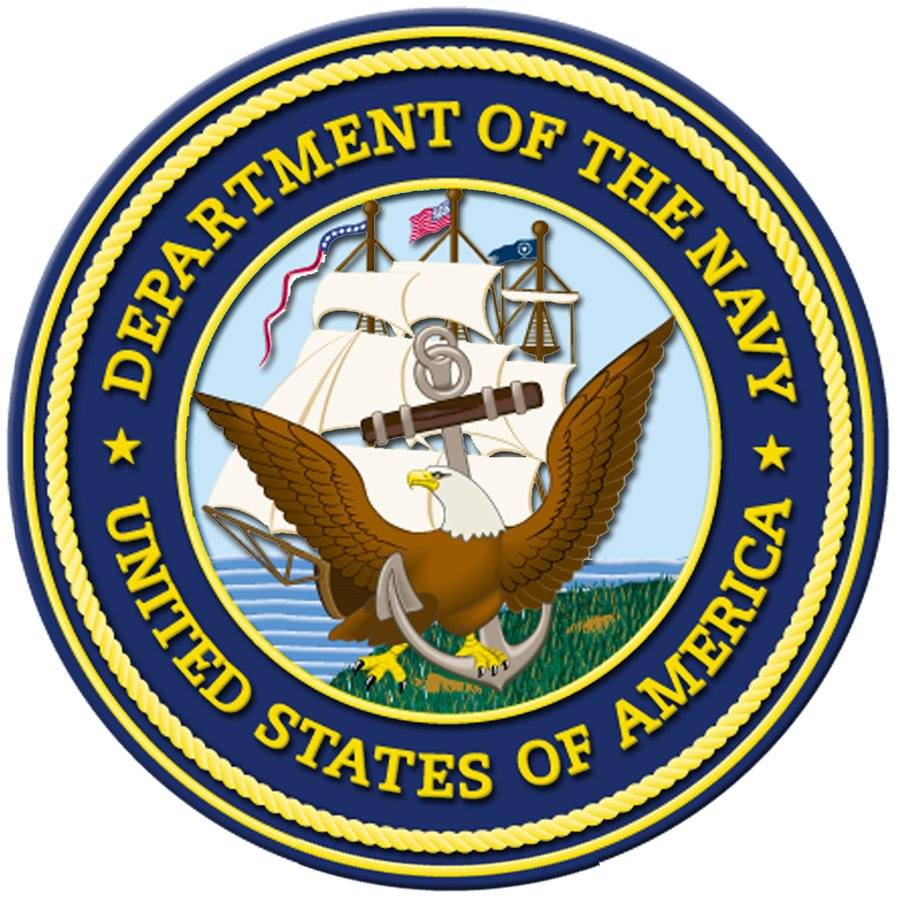 DEPARTMENT OF THE NAVY
★ UNITED STATES OF AMERICA ★